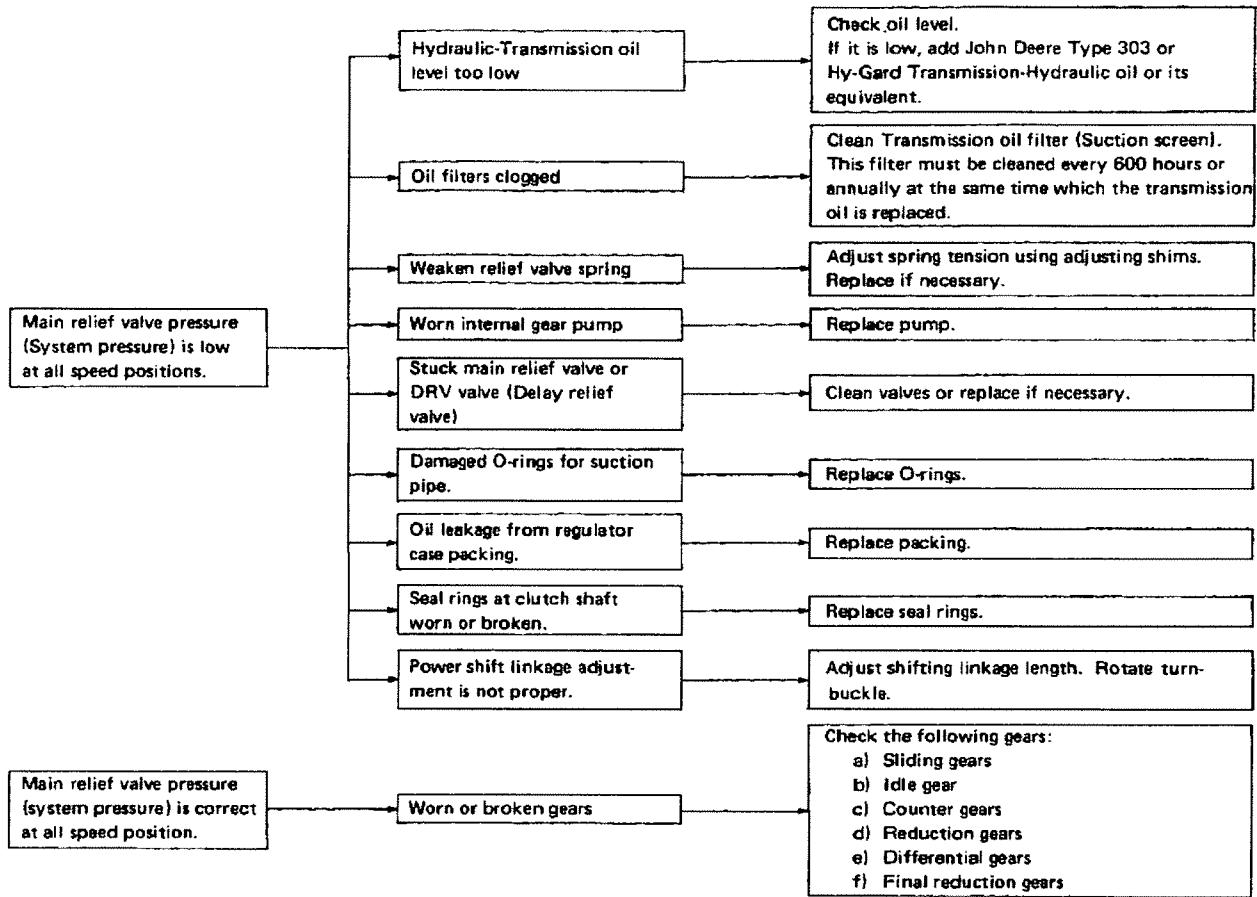 Hydraulic-Transmission oil
level too low
Check oil level.
If it is low, add John Deere Type 303 or
Hy-Gard Transmission-Hydraulic oil or its
equivalent.
Oil filters clogged
Clean Transmission oil filter (Suction screen).
This filter must be cleaned every 600 hours or
annually at the same time which the transmission
oil is replaced.
Weaken relief valve spring
Adjust spring tension using adjusting shims.
Replace if necessary.
Main relief valve pressure
(System pressure) is low
at all speed positions.
Worn internal gear pump
Replace pump.
Stuck main relief valve or
DRV valve (Delay relief
valve)
Clean valves or replace if necessary.
Damaged O-rings for suction
pipe.
Replace O-rings.
Oil leakage from regulator
case packing.
Replace packing.
Seal rings at clutch shaft
worn or broken.
Replace seal rings.
Power shift linkage adjust-
ment is not proper.
Adjust shifting linkage length. Rotate turn-
buckle.
Main relief valve pressure
(system pressure) is correct
at all speed position.
Worn or broken gears
Check the following gears:
a) Sliding gears
b) Idle gear
c) Counter gears
d) Reduction gears
e) Differential gears
f) Final reduction gears